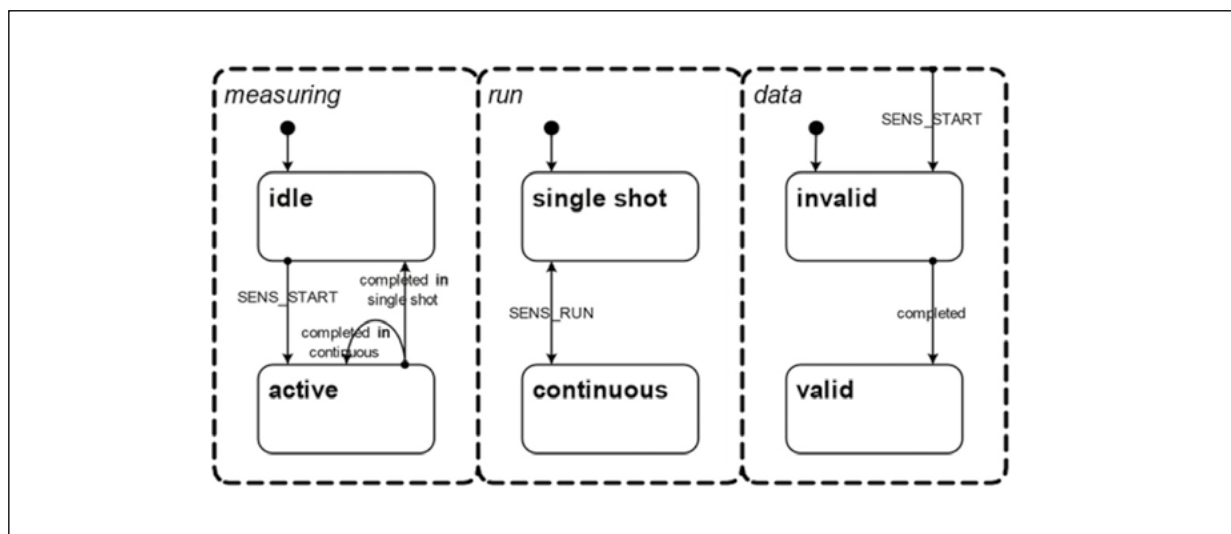 measuring
idle
SENS_START
completed in
single shot
completed in
continuous
active
run
single shot
SENS_RUN
continuous
data
SENS_START
invalid
completed
valid